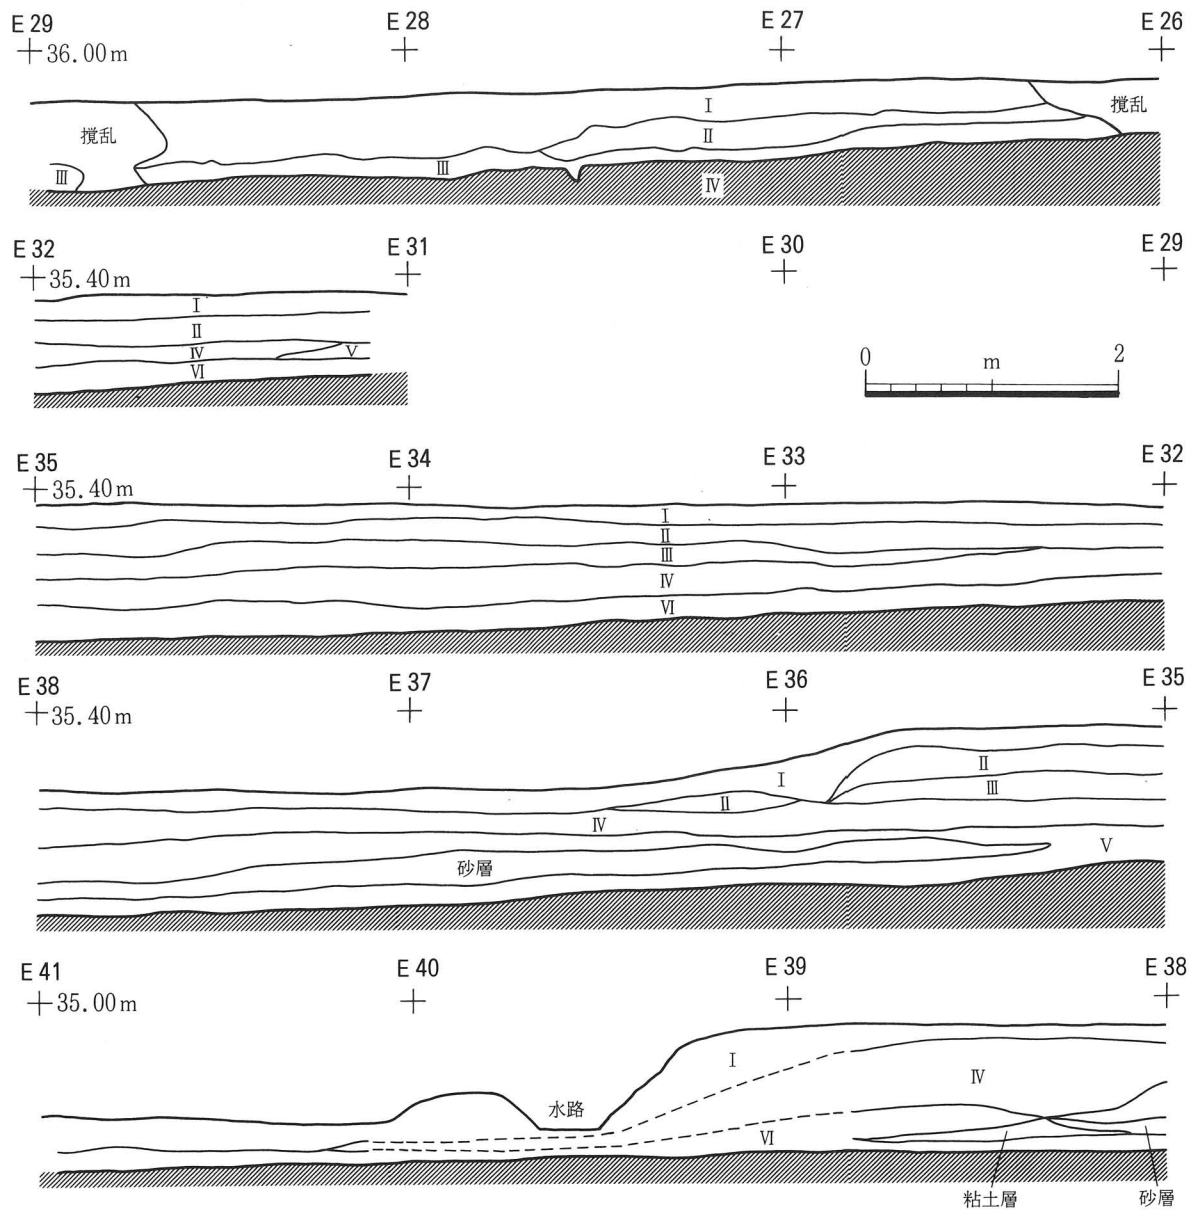 E 29 E 28 E 27 E 26
36.00m
I
攪乱
攪乱
II
III
III
IV
E 32 E 31 E 30 E 29
35.40m
I
II
IV
V
VI
0 m 2
E 35 E 34 E 33 E 32
35.40m
I
II
III
IV
VI
E 38 E 37 E 36 E 35
35.40m
I
II
II
III
IV
V
砂層
E 41 E 40 E 39 E 38
35.00m
I
IV
水路
VI
粘土層
砂層